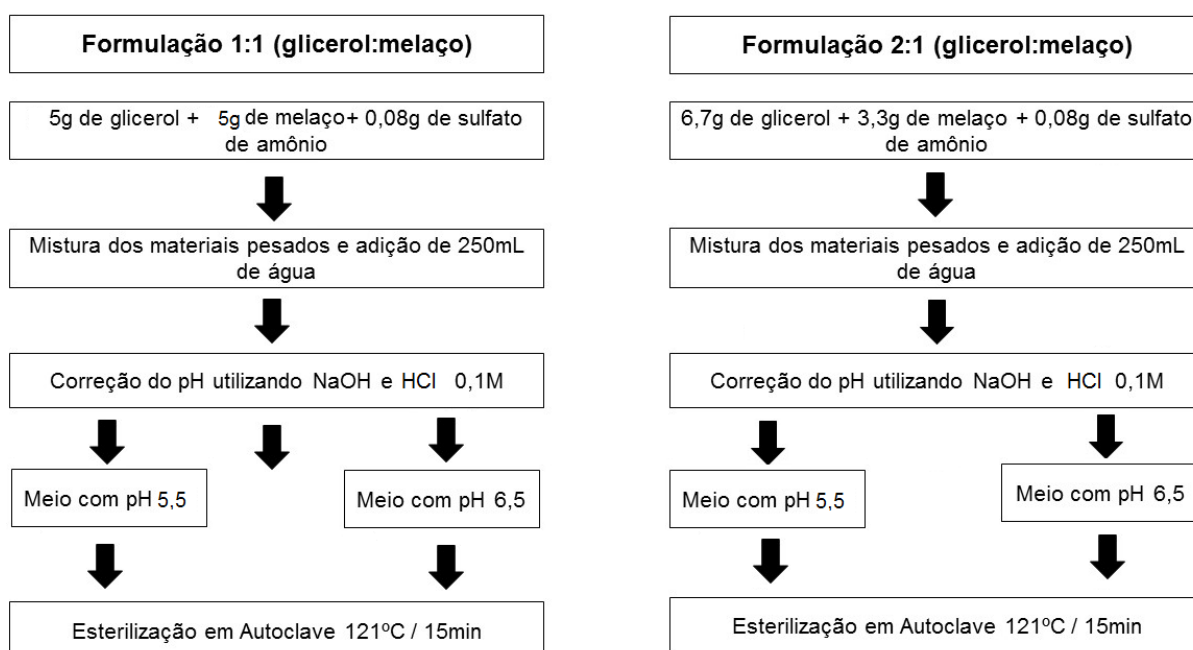 Formulação 1:1 (glicerol:melaço)
5g de glicerol + 5g de melaço+ 0,08g de sulfato
de amônio
Mistura dos materiais pesados e adição de 250mL
de água
Correção do pH utilizando NaOH e HCl 0,1M
Meio com pH 5,5
Meio com pH 6,5
Esterilização em Autoclave 121ºC / 15min
Formulação 2:1 (glicerol:melaço)
6,7g de glicerol + 3,3g de melaço + 0,08g de sulfato
de amônio
Mistura dos materiais pesados e adição de 250mL
de água
Correção do pH utilizando NaOH e HCl 0,1M
Meio com pH 5,5
Meio com pH 6,5
Esterilização em Autoclave 121ºC / 15min